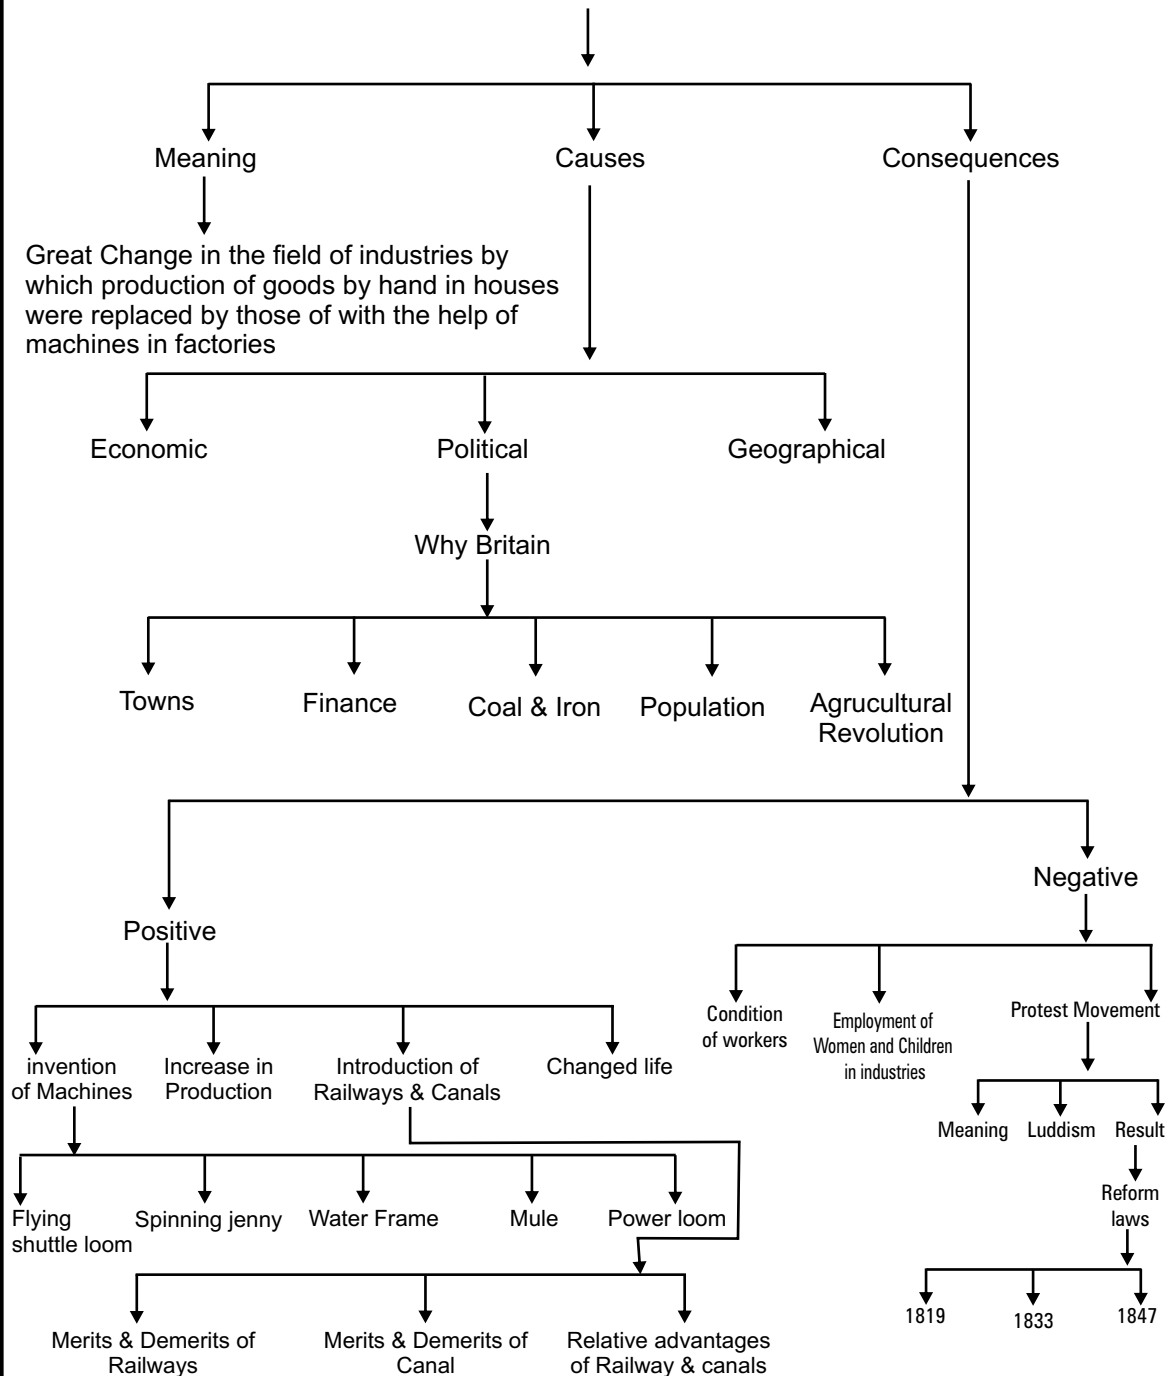 Meaning
Causes
Consequences
Great Change in the field of industries by
which production of goods by hand in houses
were replaced by those of with the help of
machines in factories
Economic
Political
Geographical
Why Britain
Towns
Finance
Coal & Iron
Population
Agrucultural
Revolution
Positive
Negative
invention
of Machines
Increase in
Production
Introduction of
Railways & Canals
Changed life
Condition
of workers
Employment of
Women and Children
in industries
Protest Movement
Meaning
Luddism
Result
Reform
laws
1819
1833
1847
Flying
shuttle loom
Spinning jenny
Water Frame
Mule
Power loom
Merits & Demerits of
Railways
Merits & Demerits of
Canal
Relative advantages
of Railway & canals